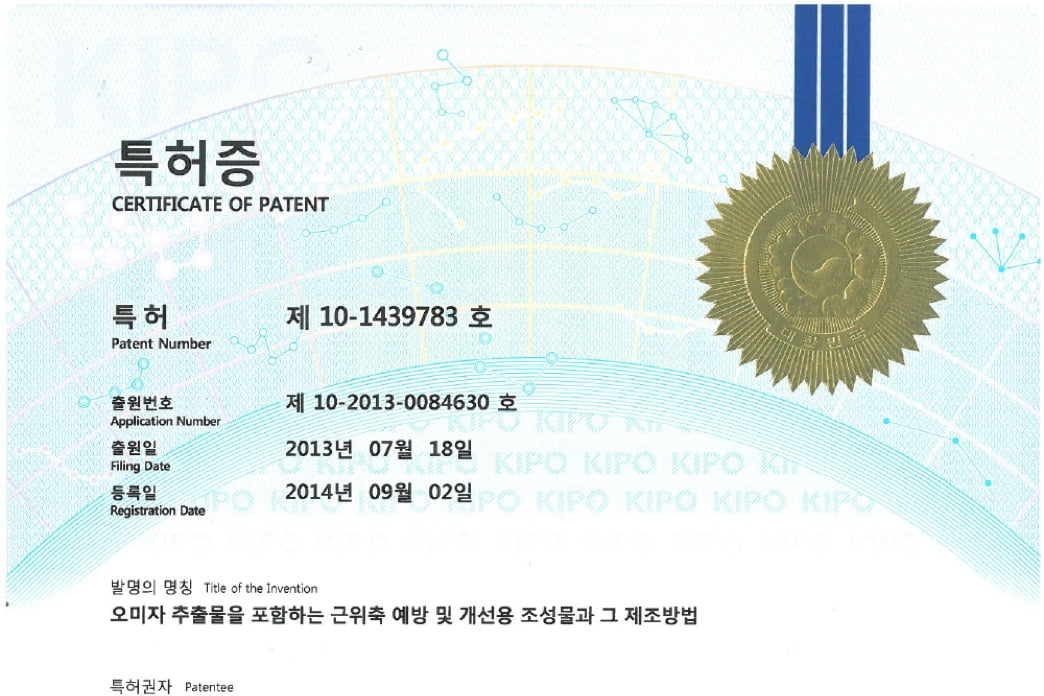 특허증
CERTIFICATE OF PATENT
특허 제 10-1439783 호
Patent Number
출원번호 제 10-2013-0084630 호
Application Number
출원일 2013년 07월 18일
Filing Date
등록일 2014년 09월 02일
Registration Date
KIPO KIPO KIPO
KIPO KIPO KIPO KIPO KIPO KIPO KIPO
KIPO KIPO KIPO KIPO KIPO KIPO KIPO KIPO
KIPO KIPO KIPO KIPO KIPO KIPO KIPO KIPO KIPO
발명의 명칭 Title of the Invention
오미자 추출물을 포함하는 근위축 예방 및 개선용 조성물과 그 제조방법
특허권자 Patentee
대한민국